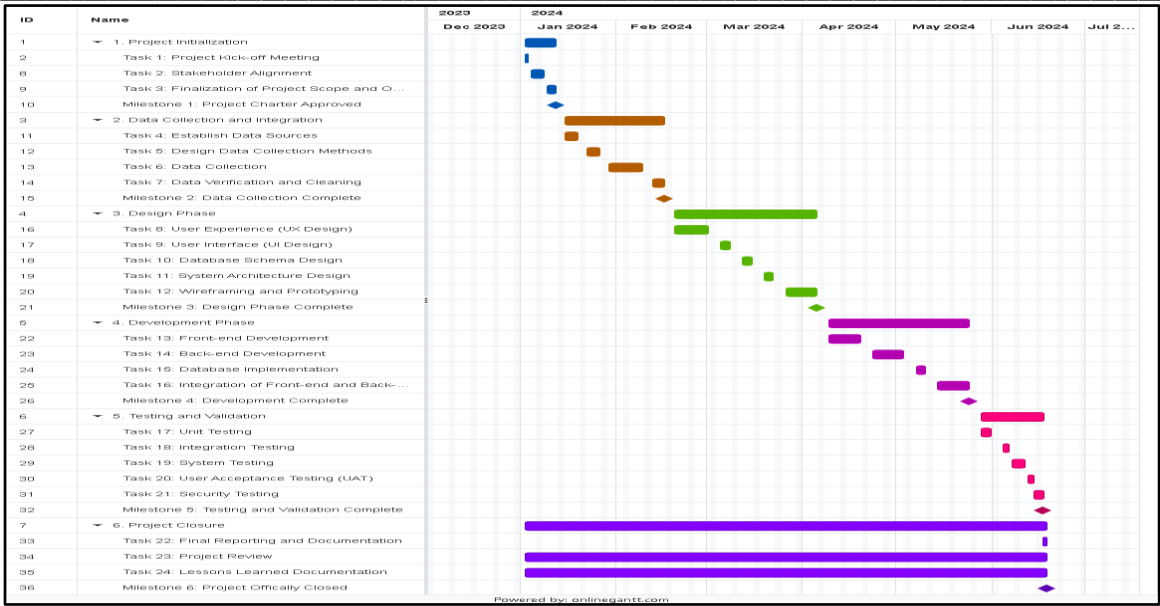 2023 2024
ID Name Dec 2023 Jan 2024 Feb 2024 Mar 2024 Apr 2024 May 2024 Jun 2024 Jul 2...
1 1. Project Initialization
2 Task 1: Project Kick-off Meeting
8 Task 2: Stakeholder Alignment
9 Task 3: Finalization of Project Scope and O...
10 Milestone 1: Project Charter Approved
3 2. Data Collection and Integration
11 Task 4: Establish Data Sources
12 Task 5: Design Data Collection Methods
13 Task 6: Data Collection
14 Task 7: Data Verification and Cleaning
15 Milestone 2: Data Collection Complete
4 3. Design Phase
16 Task 8: User Experience (UX Design)
17 Task 9: User Interface (UI Design)
18 Task 10: Database Schema Design
19 Task 11: System Architecture Design
20 Task 12: Wireframing and Prototyping
21 Milestone 3: Design Phase Complete
5 4. Development Phase
22 Task 13: Front-end Development
23 Task 14: Back-end Development
24 Task 15: Database Implementation
25 Task 16: Integration of Front-end and Back-...
26 Milestone 4: Development Complete
6 5. Testing and Validation
27 Task 17: Unit Testing
28 Task 18: Integration Testing
29 Task 19: System Testing
30 Task 20: User Acceptance Testing (UAT)
31 Task 21: Security Testing
32 Milestone 5: Testing and Validation Complete
7 6. Project Closure
33 Task 22: Final Reporting and Documentation
34 Task 23: Project Review
35 Task 24: Lessons Learned Documentation
36 Milestone 6: Project Offically Closed
Powered by: onlinegantt.com